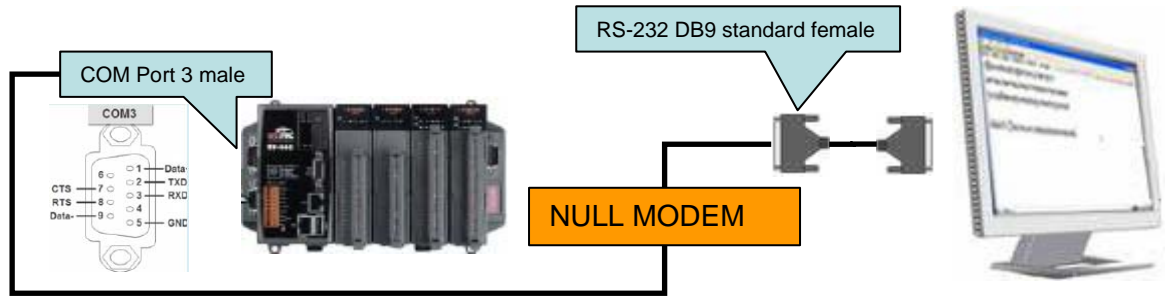 RS-232 DB9 standard female
COM Port 3 male
COM3
6
1
Data-
CTS
7
2
TXD
RTS
8
3
RXD
Data-
9
4
5
GND
NULL MODEM